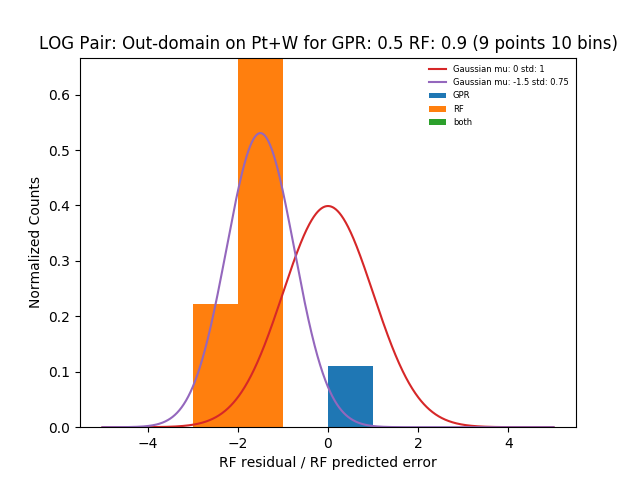 LOG Pair: Out-domain on Pt+W for GPR: 0.5 RF: 0.9 (9 points 10 bins)
Gaussian mu: 0 std: 1
Gaussian mu: -1.5 std: 0.75
GPR
RF
both
Normalized Counts
0.6
0.5
0.4
0.3
0.2
0.1
0.0
−4
−2
0
2
4
RF residual / RF predicted error